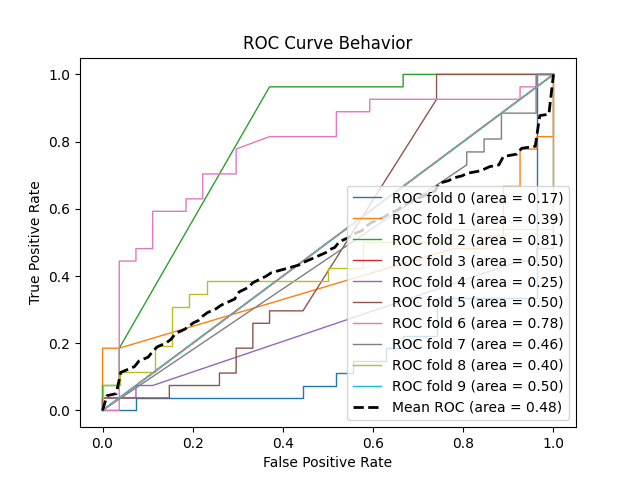 ROC Curve Behavior
True Positive Rate
1.0
0.8
0.6
0.4
0.2
0.0
ROC fold 0 (area = 0.17)
ROC fold 1 (area = 0.39)
ROC fold 2 (area = 0.81)
ROC fold 3 (area = 0.50)
ROC fold 4 (area = 0.25)
ROC fold 5 (area = 0.50)
ROC fold 6 (area = 0.78)
ROC fold 7 (area = 0.46)
ROC fold 8 (area = 0.40)
ROC fold 9 (area = 0.50)
Mean ROC (area = 0.48)
0.0 0.2 0.4 0.6 0.8 1.0
False Positive Rate